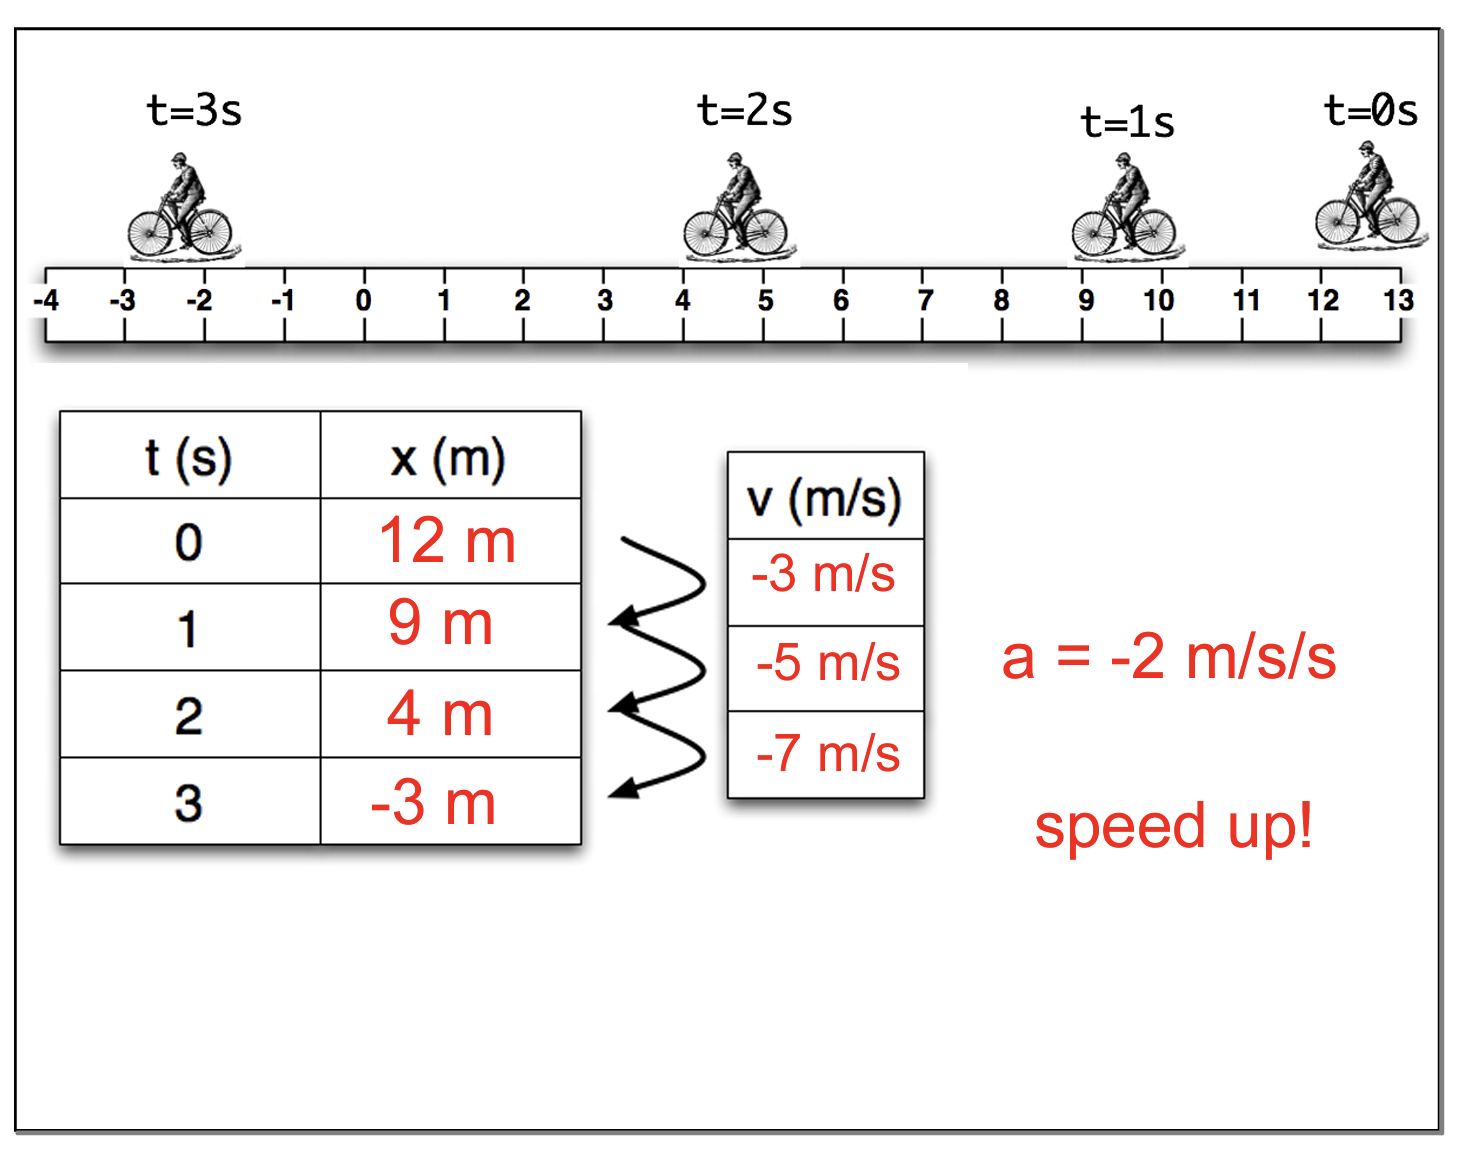 t=3s t=2s t=1s t=0s
-4 -3 -2 -1 0 1 2 3 4 5 6 7 8 9 10 11 12 13
t (s) x (m)
0 12 m
1 9 m
2 4 m
3 -3 m
v (m/s)
-3 m/s
-5 m/s
-7 m/s
a = -2 m/s/s
speed up!